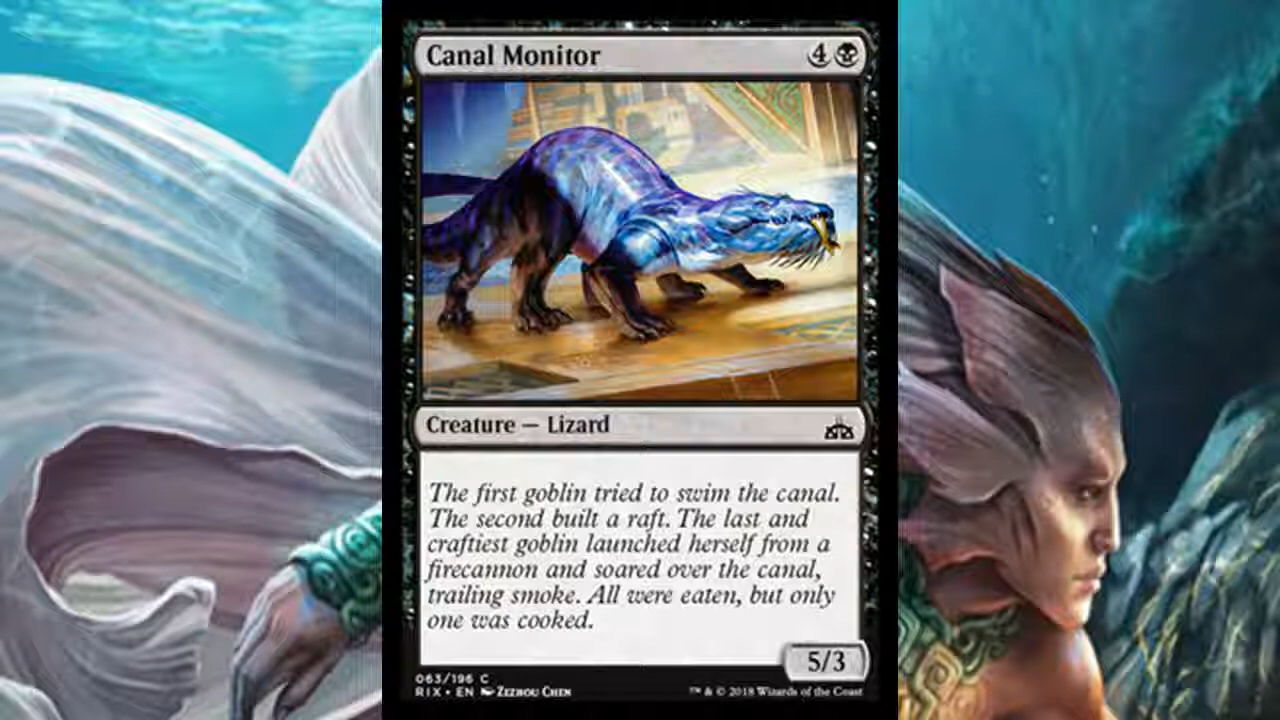 Canal Monitor 4
Creature — Lizard
The first goblin tried to swim the canal.
The second built a raft. The last and
craftiest goblin launched herself from a
firecannon and soared over the canal,
trailing smoke. All were eaten, but only
one was cooked.
5/3
063/196 C
RIX • EN Zezhou Chen
™ & © 2018 Wizards of the Coast